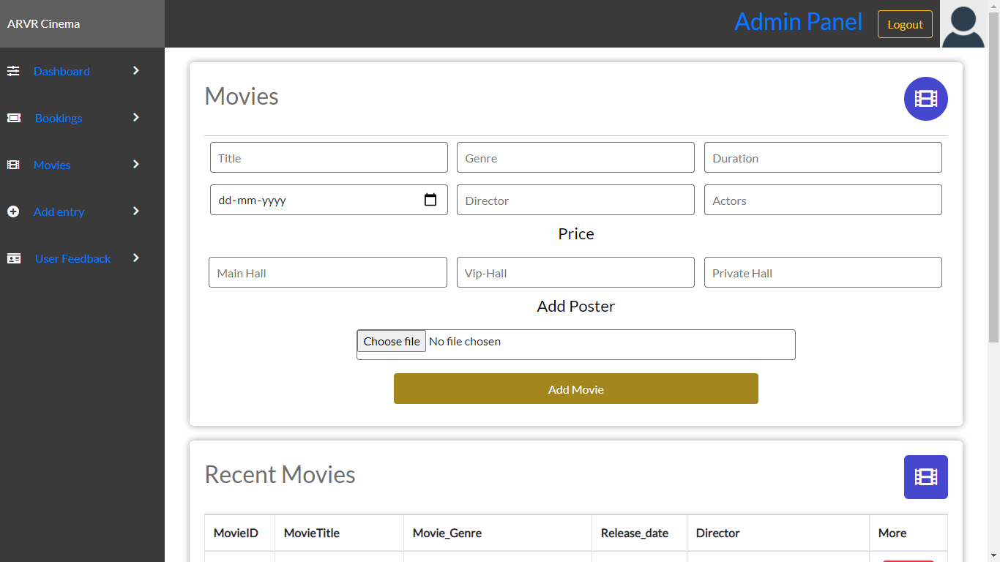 ARVR Cinema
Admin Panel
Logout
Dashboard
Bookings
Movies
Add entry
User Feedback
Movies
Title Genre Duration
dd-mm-yyyy Director Actors
Price
Main Hall Vip-Hall Private Hall
Add Poster
Choose file No file chosen
Add Movie
Recent Movies
MovieID MovieTitle Movie_Genre Release_date Director More